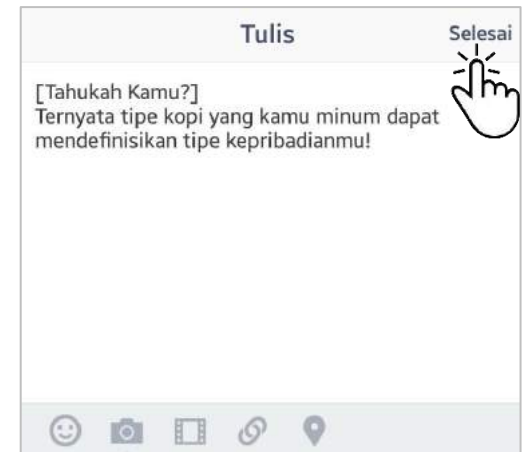 Tulis
Selesai
[Tahukah Kamu?]
Ternyata tipe kopi yang kamu minum dapat
mendefinisikan tipe kepribadianmu!